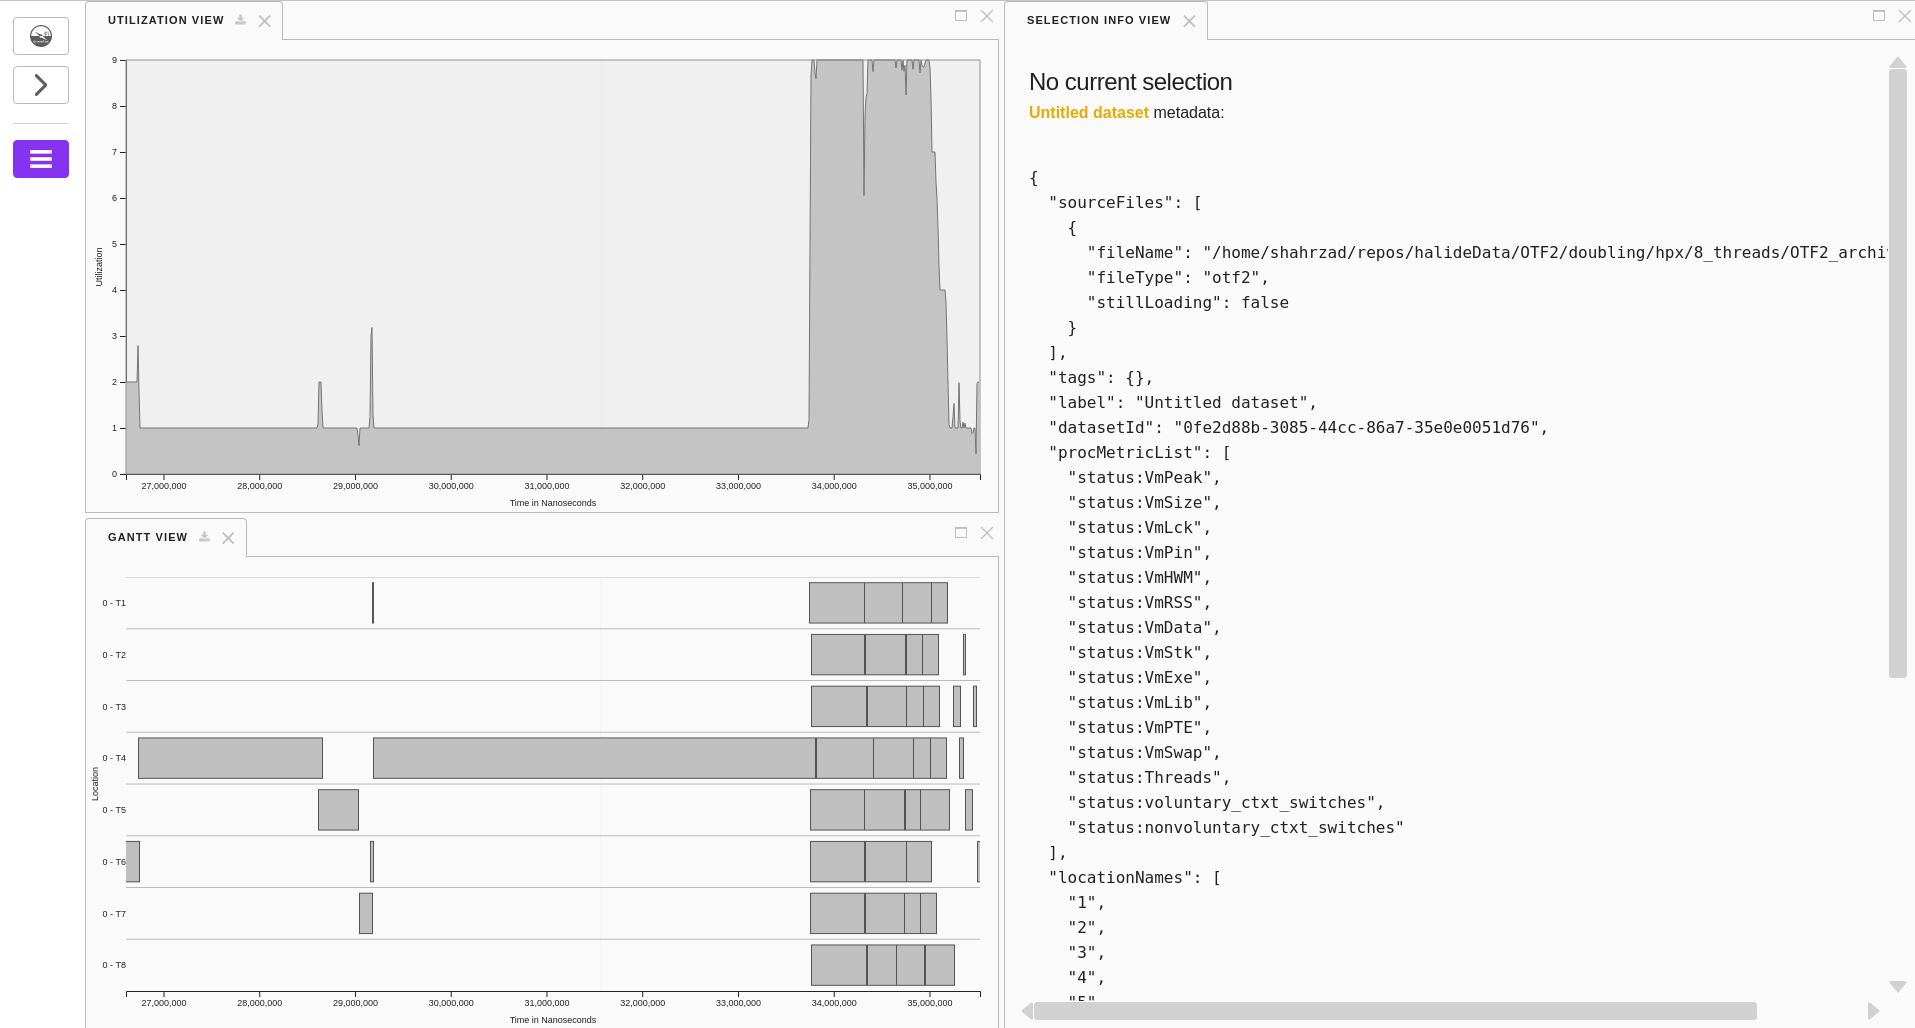 UTILIZATION VIEW
9
8
7
6
5
4
3
2
1
0
Utilization
27,000,000
28,000,000
29,000,000
30,000,000
31,000,000
32,000,000
33,000,000
34,000,000
35,000,000
Time in Nanoseconds
GANTT VIEW
0 - T1
0 - T2
0 - T3
0 - T4
0 - T5
0 - T6
0 - T7
0 - T8
Location
27,000,000
28,000,000
29,000,000
30,000,000
31,000,000
32,000,000
33,000,000
34,000,000
35,000,000
Time in Nanoseconds
SELECTION INFO VIEW
No current selection
Untitled dataset metadata:
{
"sourceFiles": [
{
"fileName": "/home/shahrzad/repos/halideData/OTF2/doubling/hpx/8_threads/OTF2_archi
"fileType": "otf2",
"stillLoading": false
}
],
"tags": {},
"label": "Untitled dataset",
"datasetId": "0fe2d88b-3085-44cc-86a7-35e0e0051d76",
"procMetricList": [
"status:VmPeak",
"status:VmSize",
"status:VmLck",
"status:VmPin",
"status:VmHWM",
"status:VmRSS",
"status:VmData",
"status:VmStk",
"status:VmExe",
"status:VmLib",
"status:VmPTE",
"status:VmSwap",
"status:Threads",
"status:voluntary_ctxt_switches",
"status:nonvoluntary_ctxt_switches"
],
"locationNames": [
"1",
"2",
"3",
"4",
"5"